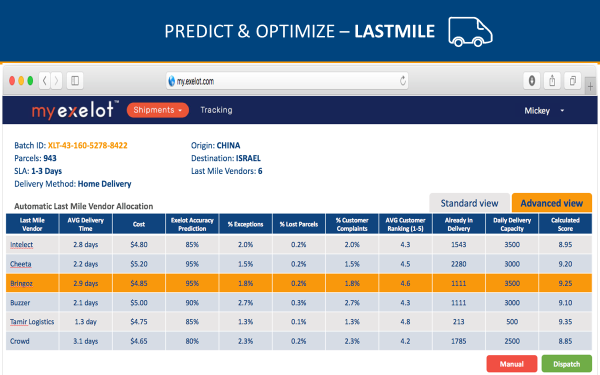 PREDICT & OPTIMIZE – LASTMILE
my.exelot.com
myexelot™ Shipments Tracking Mickey
Batch ID: XLT-43-160-5278-8422 Origin: CHINA
Parcels: 943 Destination: ISRAEL
SLA: 1-3 Days Last Mile Vendors: 6
Delivery Method: Home Delivery
Automatic Last Mile Vendor Allocation Standard view Advanced view
Last Mile Vendor AVG Delivery Time Cost Exelot Accuracy Prediction % Exceptions % Lost Parcels % Customer Complaints AVG Customer Ranking (1-5) Already in Delivery Daily Delivery Capacity Calculated Score
Intelect 2.8 days $4.80 85% 2.0% 0.2% 2.0% 4.3 1543 3500 8.95
Cheeta 2.2 days $5.20 95% 1.5% 0.2% 1.5% 4.5 2280 3000 9.20
Bringoz 2.9 days $4.85 95% 1.8% 0.2% 1.8% 4.6 1111 3500 9.25
Buzzer 2.1 days $5.00 90% 2.7% 0.3% 2.7% 4.3 1111 3000 9.10
Tamir Logistics 1.3 day $4.75 85% 1.3% 0.1% 1.3% 4.8 213 500 9.35
Crowd 3.1 days $4.65 80% 2.3% 0.2% 2.3% 4.2 1785 2500 8.85
Manual Dispatch